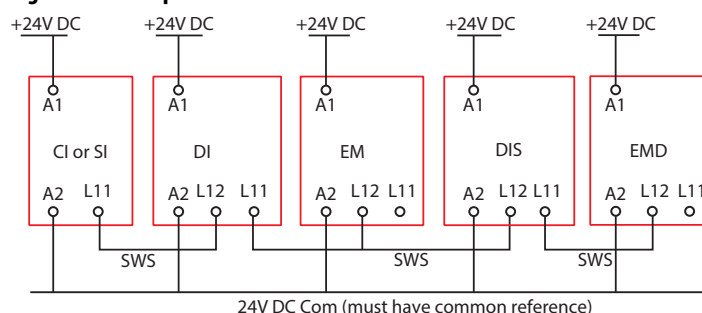 +24V DC +24V DC +24V DC +24V DC +24V DC
A1 A1 A1 A1 A1
CI or SI DI EM DIS EMD
A2 L11 A2 L12 L11 A2 L12 L11 A2 L12 L11 A2 L12 L11
SWS SWS SWS
24V DC Com (must have common reference)